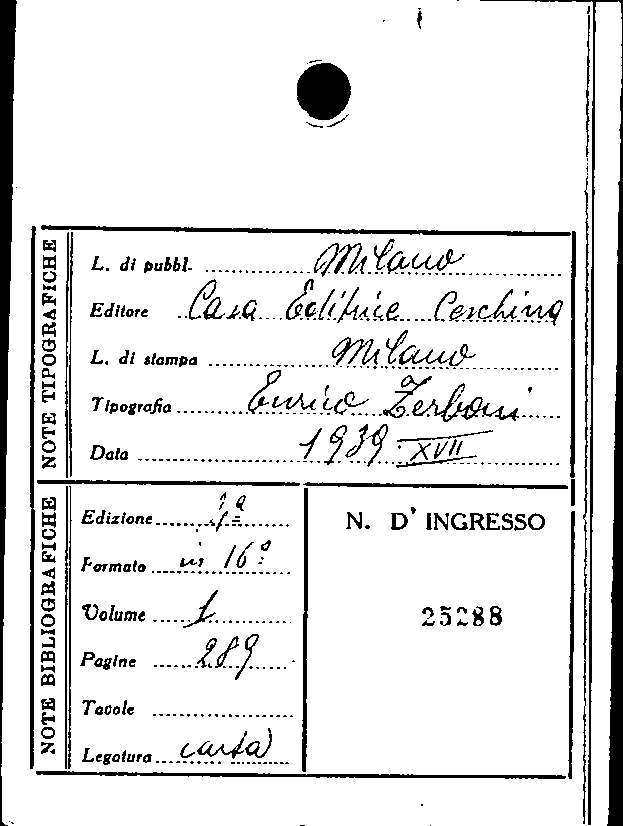 NOTE TIPOGRAFICHE
L. di pubbl. Milano
Editore Casa Editrice Ceschina
L. di stampa Milano
Tipografia Enrico Zerboni
Data 1939 XVII
NOTE BIBLIOGRAFICHE
Edizione 1ª
Formato in 16°
Volume 1
Pagine 289
Tavole
Legatura carta
N. D' INGRESSO
25288